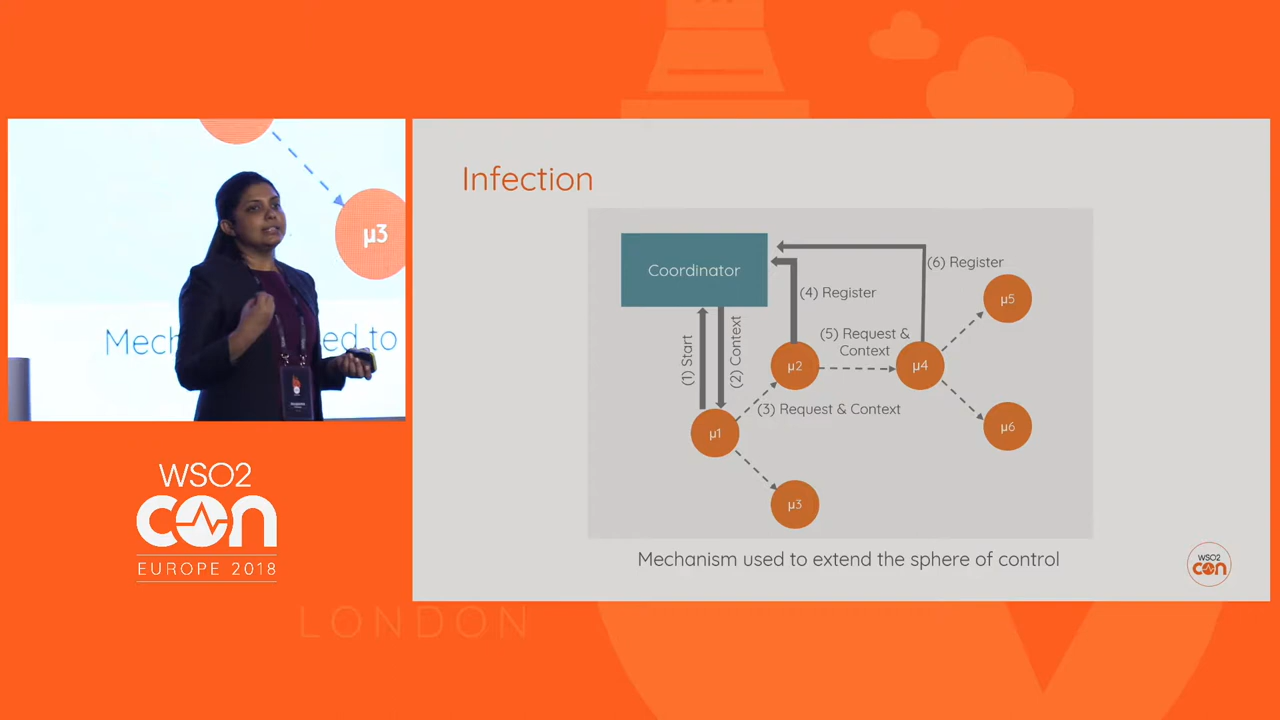 µ3
Mech
ed to
WSO2
con
EUROPE 2018
LONDON
Infection
Coordinator
(6) Register
(4) Register
µ5
(1) Start
(2) Context
(5) Request &
Context
µ2
µ4
(3) Request & Context
µ1
µ6
µ3
Mechanism used to extend the sphere of control
WSO2
con